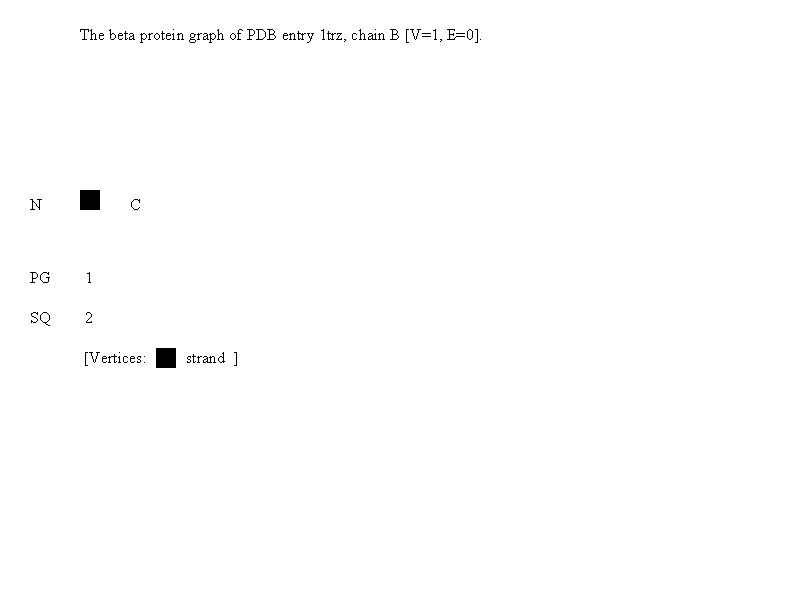 The beta protein graph of PDB entry 1trz, chain B [V=1, E=0].
N C
PG 1
SQ 2
[Vertices: strand ]